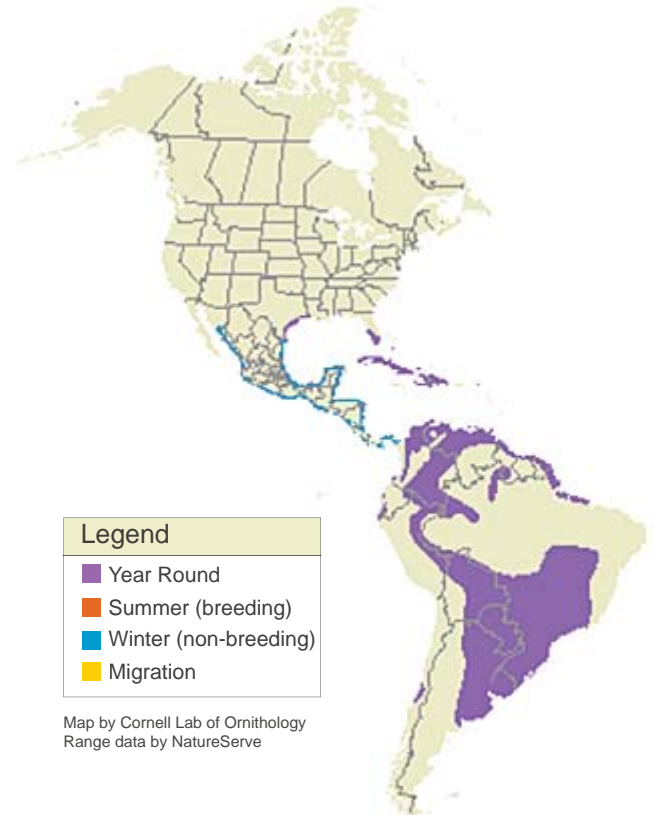 Legend
Year Round
Summer (breeding)
Winter (non-breeding)
Migration
Map by Cornell Lab of Ornithology
Range data by NatureServe